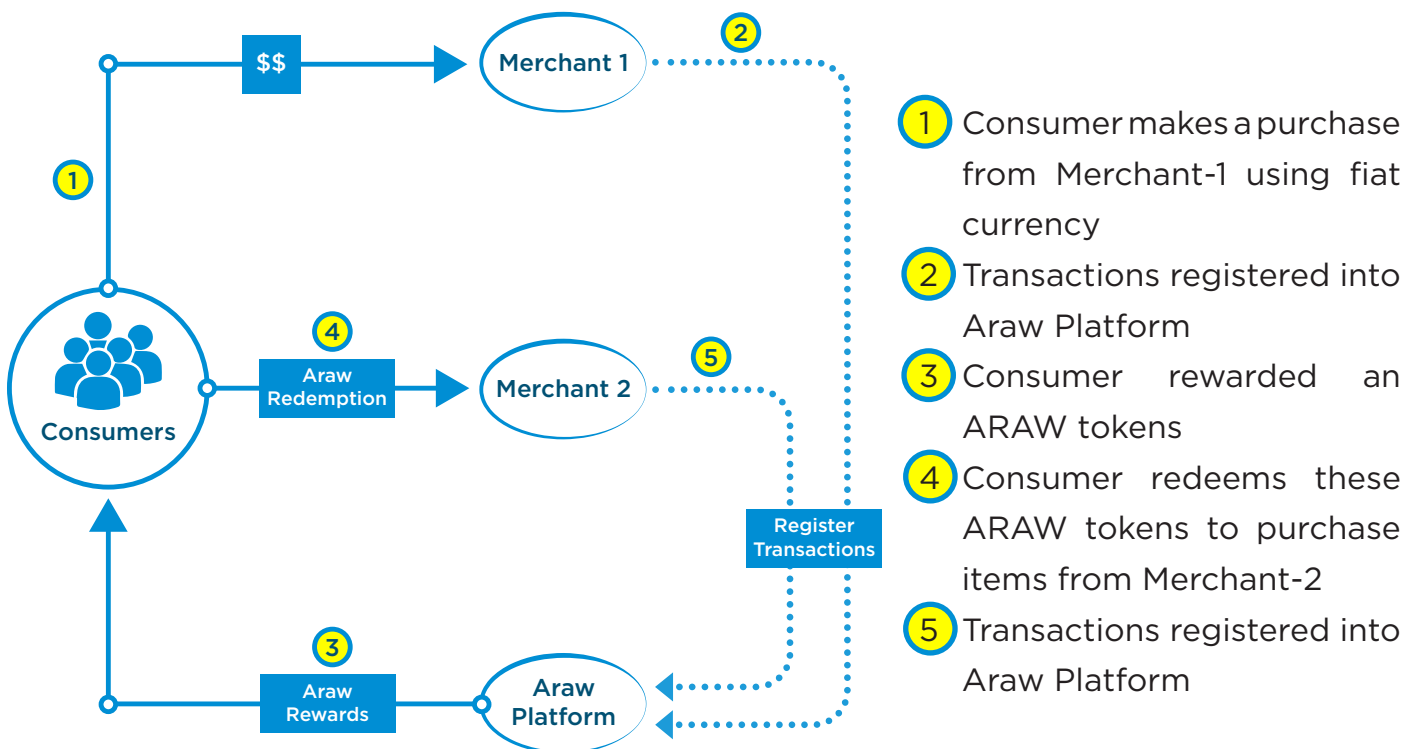 $$
Merchant 1
2
1
4
Araw
Redemption
Merchant 2
5
Consumers
Register
Transactions
3
Araw
Rewards
Araw
Platform
1 Consumer makes a purchase
from Merchant-1 using fiat
currency
2 Transactions registered into
Araw Platform
3 Consumer rewarded an
ARAW tokens
4 Consumer redeems these
ARAW tokens to purchase
items from Merchant-2
5 Transactions registered into
Araw Platform